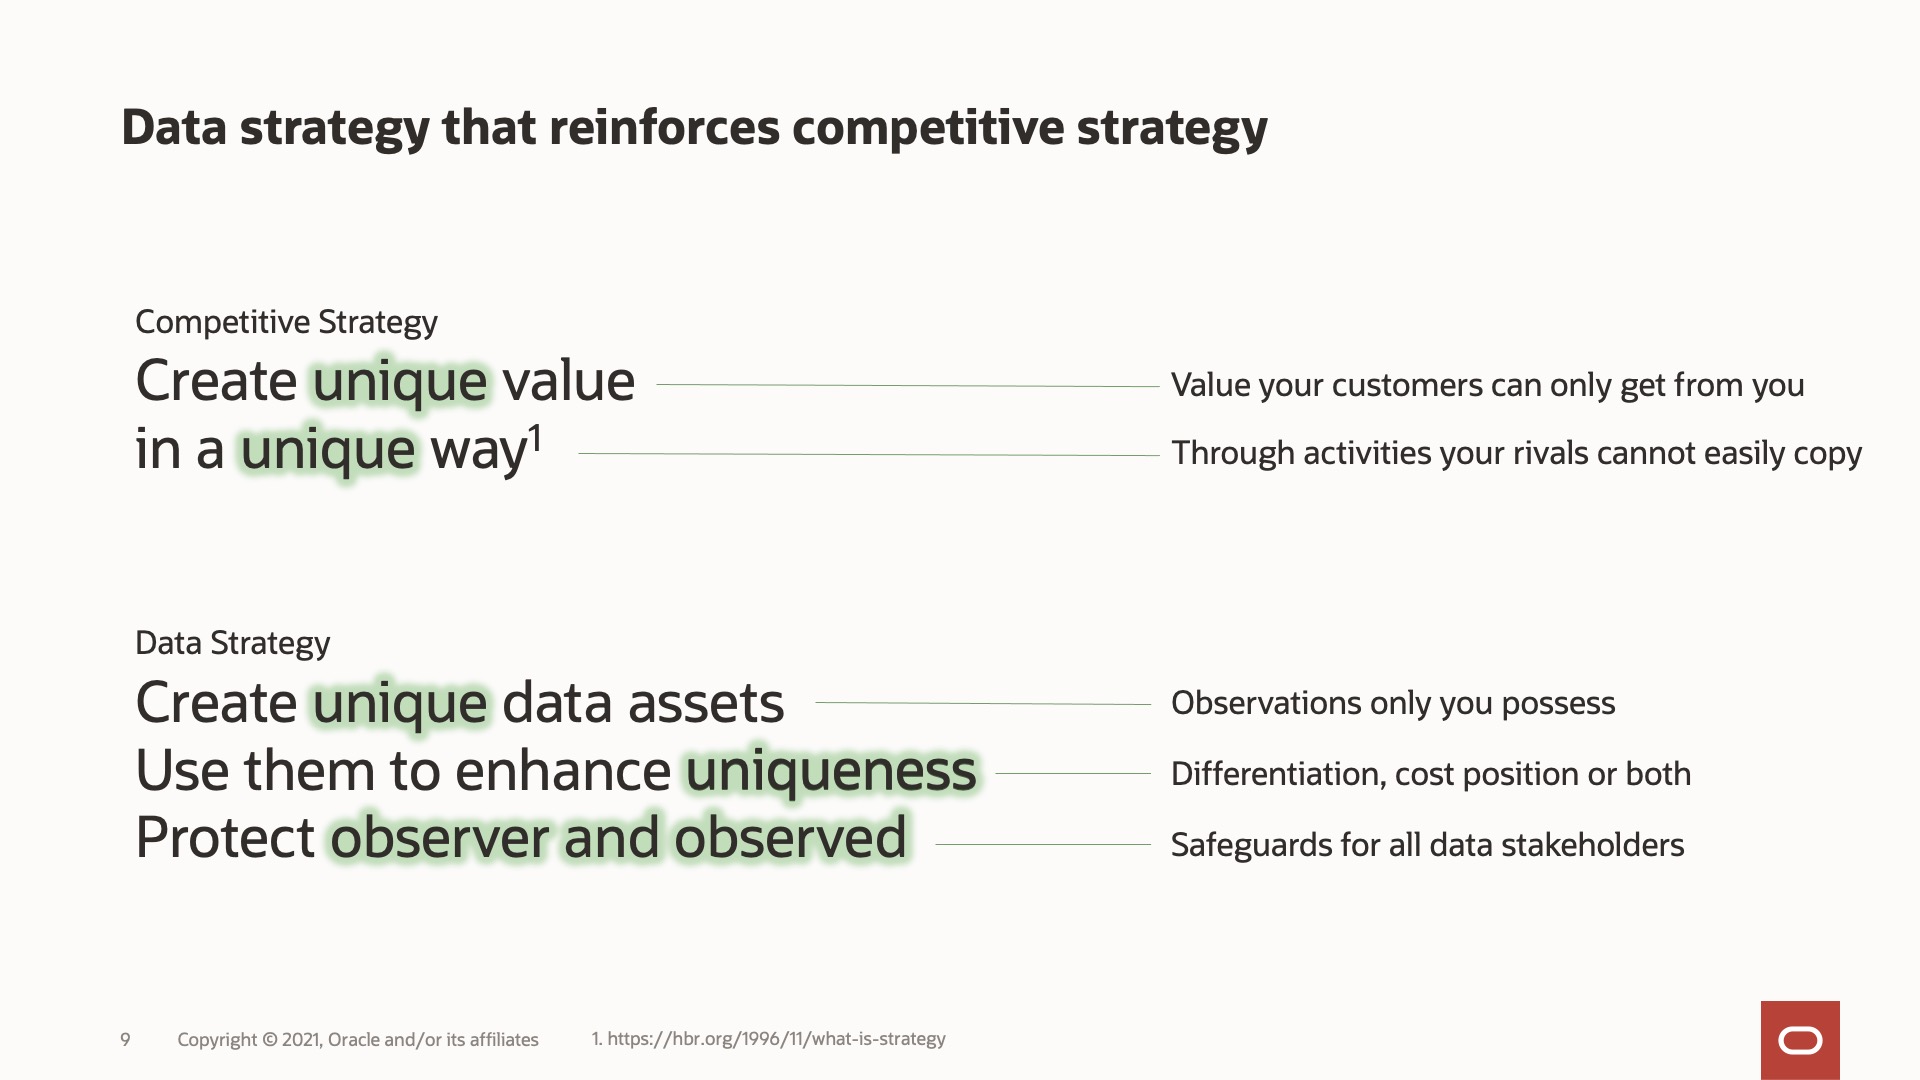 Data strategy that reinforces competitive strategy
Competitive Strategy
Create unique value
Value your customers can only get from you
in a unique way¹
Through activities your rivals cannot easily copy
Data Strategy
Create unique data assets
Observations only you possess
Use them to enhance uniqueness
Differentiation, cost position or both
Protect observer and observed
Safeguards for all data stakeholders
9 Copyright © 2021, Oracle and/or its affiliates 1. https://hbr.org/1996/11/what-is-strategy